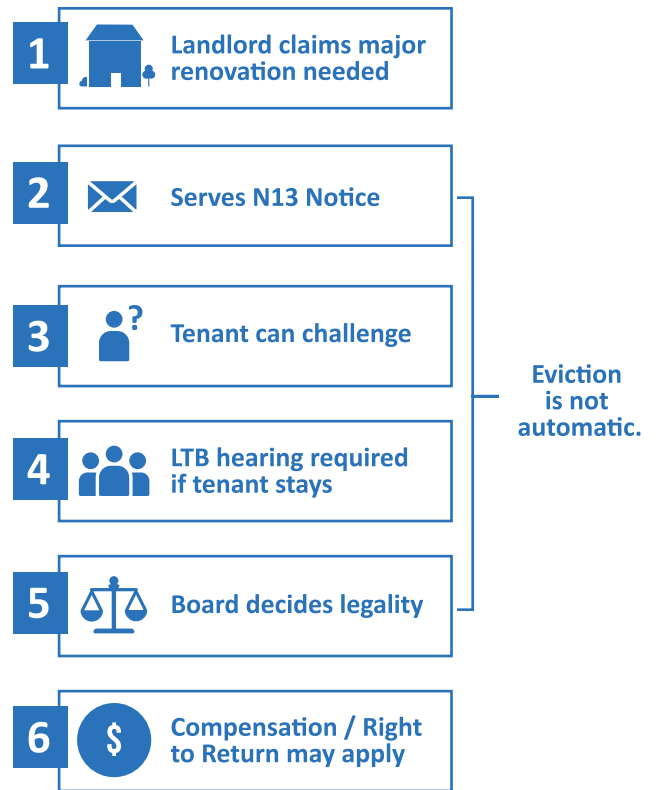 1
Landlord claims major
renovation needed
2
Serves N13 Notice
3
?
Tenant can challenge
4
LTB hearing required
if tenant stays
5
Board decides legality
6
$
Compensation / Right
to Return may apply
Eviction
is not
automatic.